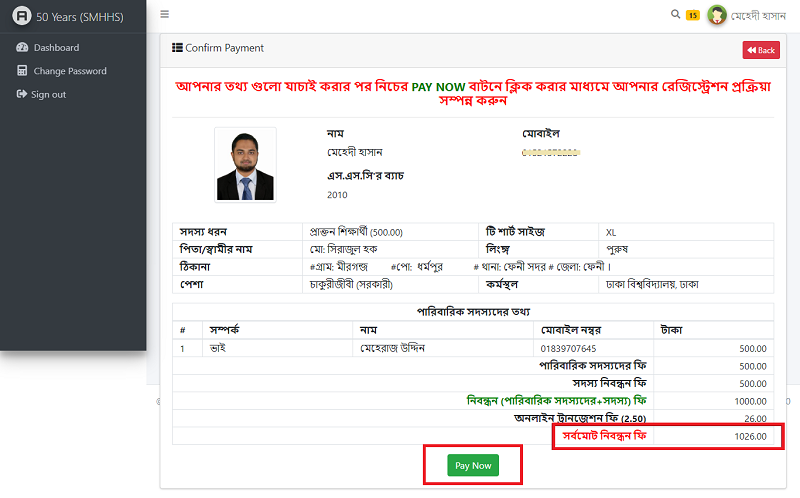 50 Years (SMHHS)
15 মেহেদী হাসান
Dashboard
Change Password
Sign out
Confirm Payment
Back
আপনার তথ্য গুলো যাচাই করার পর নিচের PAY NOW বাটনে ক্লিক করার মাধ্যমে আপনার রেজিস্ট্রেশন প্রক্রিয়া
সম্পন্ন করুন
নাম মোবাইল
মেহেদী হাসান
এস.এস.সি'র ব্যাচ
2010
সদস্য ধরন প্রাক্তন শিক্ষার্থী (500.00) টি শার্ট সাইজ XL
পিতা/স্বামীর নাম মো: সিরাজুল হক লিংঙ্গ পুরুষ
ঠিকানা #গ্রাম: মীরগন্জ #পো: ধর্মপুর # থানা: ফেনী সদর # জেলা: ফেনী ।
পেশা চাকুরীজীবী (সরকারী) কর্মস্থল ঢাকা বিশ্ববিদ্যালয়, ঢাকা
পারিবারিক সদস্যদের তথ্য
# সম্পর্ক নাম মোবাইল নম্বর টাকা
1 ভাই মেহেরাজ উদ্দিন 01839707645 500.00
পারিবারিক সদস্যদের ফি 500.00
সদস্য নিবন্ধন ফি 500.00
নিবন্ধন (পারিবারিক সদস্যদের+সদস্য) ফি 1000.00
অনলাইন ট্রানজেশন ফি (2.50) 26.00
সর্বমোট নিবন্ধন ফি 1026.00
Pay Now